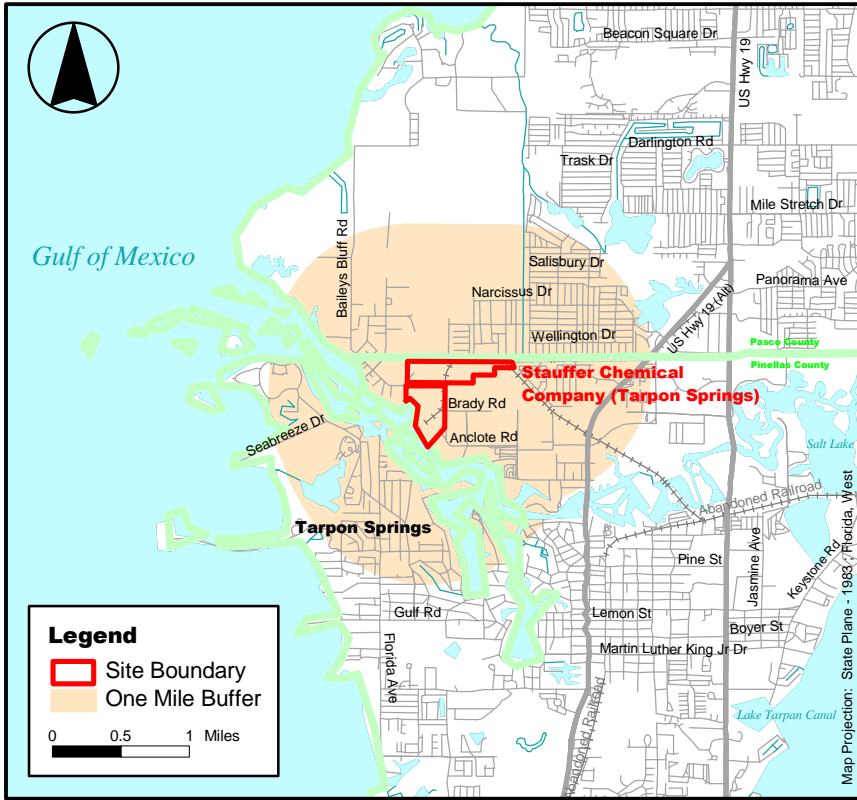 Beacon Square Dr
US Hwy 19
Darlington Rd
Trask Dr
Mile Stretch Dr
Gulf of Mexico
Baileys Bluff Rd
Salisbury Dr
Panorama Ave
Narcissus Dr
US Hwy 19 (Alt)
Wellington Dr
Pasco County
Pinellas County
Stauffer Chemical
Company (Tarpon Springs)
Brady Rd
Seabreeze Dr
Anclote Rd
Salt Lake
Abandoned Railroad
Tarpon Springs
Pine St
Jasmine Ave
Keystone Rd
Gulf Rd
Lemon St
Boyer St
Martin Luther King Jr Dr
Florida Ave
Abandoned Railroad
Lake Tarpan Canal
Map Projection: State Plane - 1983 , Florida, West
Legend
Site Boundary
One Mile Buffer
0 0.5 1 Miles